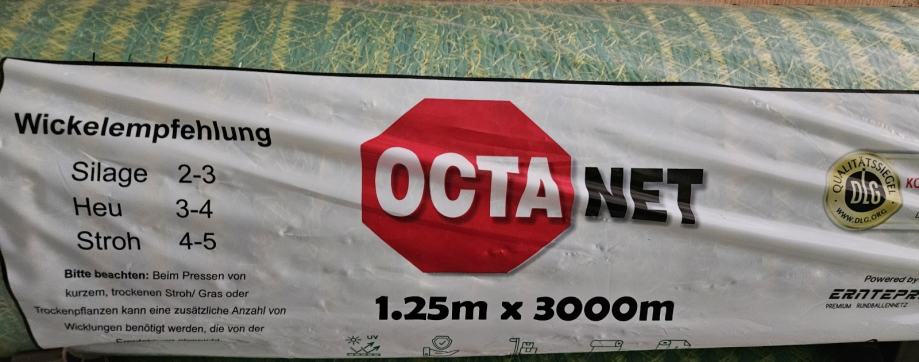 Wickelempfehlung
Silage 2-3
Heu 3-4
Stroh 4-5
Bitte beachten: Beim Pressen von
kurzem, trockenen Stroh/ Gras oder
Trockenpflanzen kann eine zusätzliche Anzahl von
Wicklungen benötigt werden, die von der
OCTA NET
1.25m x 3000m
UV
QUALITÄTSSIEGEL
DLG
WWW.DLG.ORG
Powered by
PREMIUM RUNDBALLENNETZ